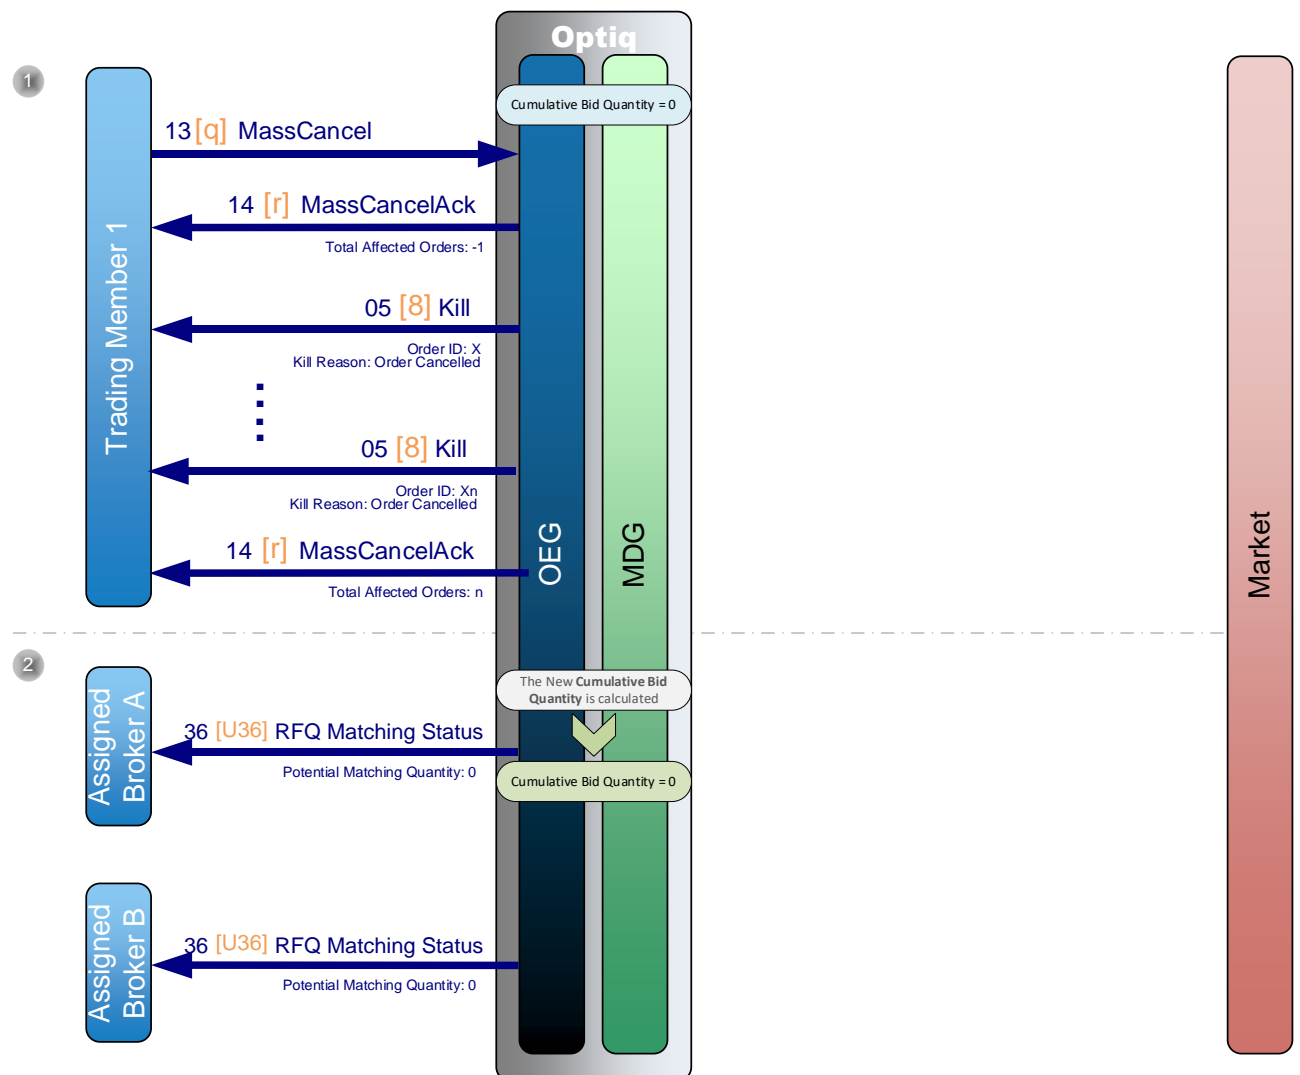 Optiq
1
Cumulative Bid Quantity = 0
13 [q] MassCancel
14 [r] MassCancelAck
Total Affected Orders: -1
05 [8] Kill
Order ID: X
Kill Reason: Order Cancelled
05 [8] Kill
Order ID: Xn
Kill Reason: Order Cancelled
14 [r] MassCancelAck
Total Affected Orders: n
Trading Member 1
OEG
MDG
Market
2
The New Cumulative Bid
Quantity is calculated
Assigned
Broker A
36 [U36] RFQ Matching Status
Potential Matching Quantity: 0
Cumulative Bid Quantity = 0
Assigned
Broker B
36 [U36] RFQ Matching Status
Potential Matching Quantity: 0